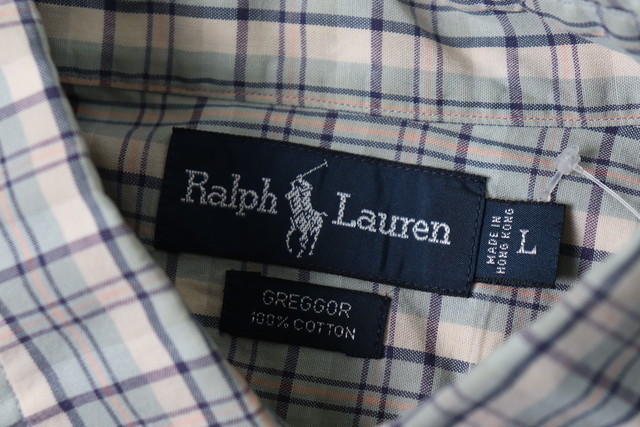 Ralph Lauren
MADE IN
HONG KONG
L
GREGGOR
100% COTTON